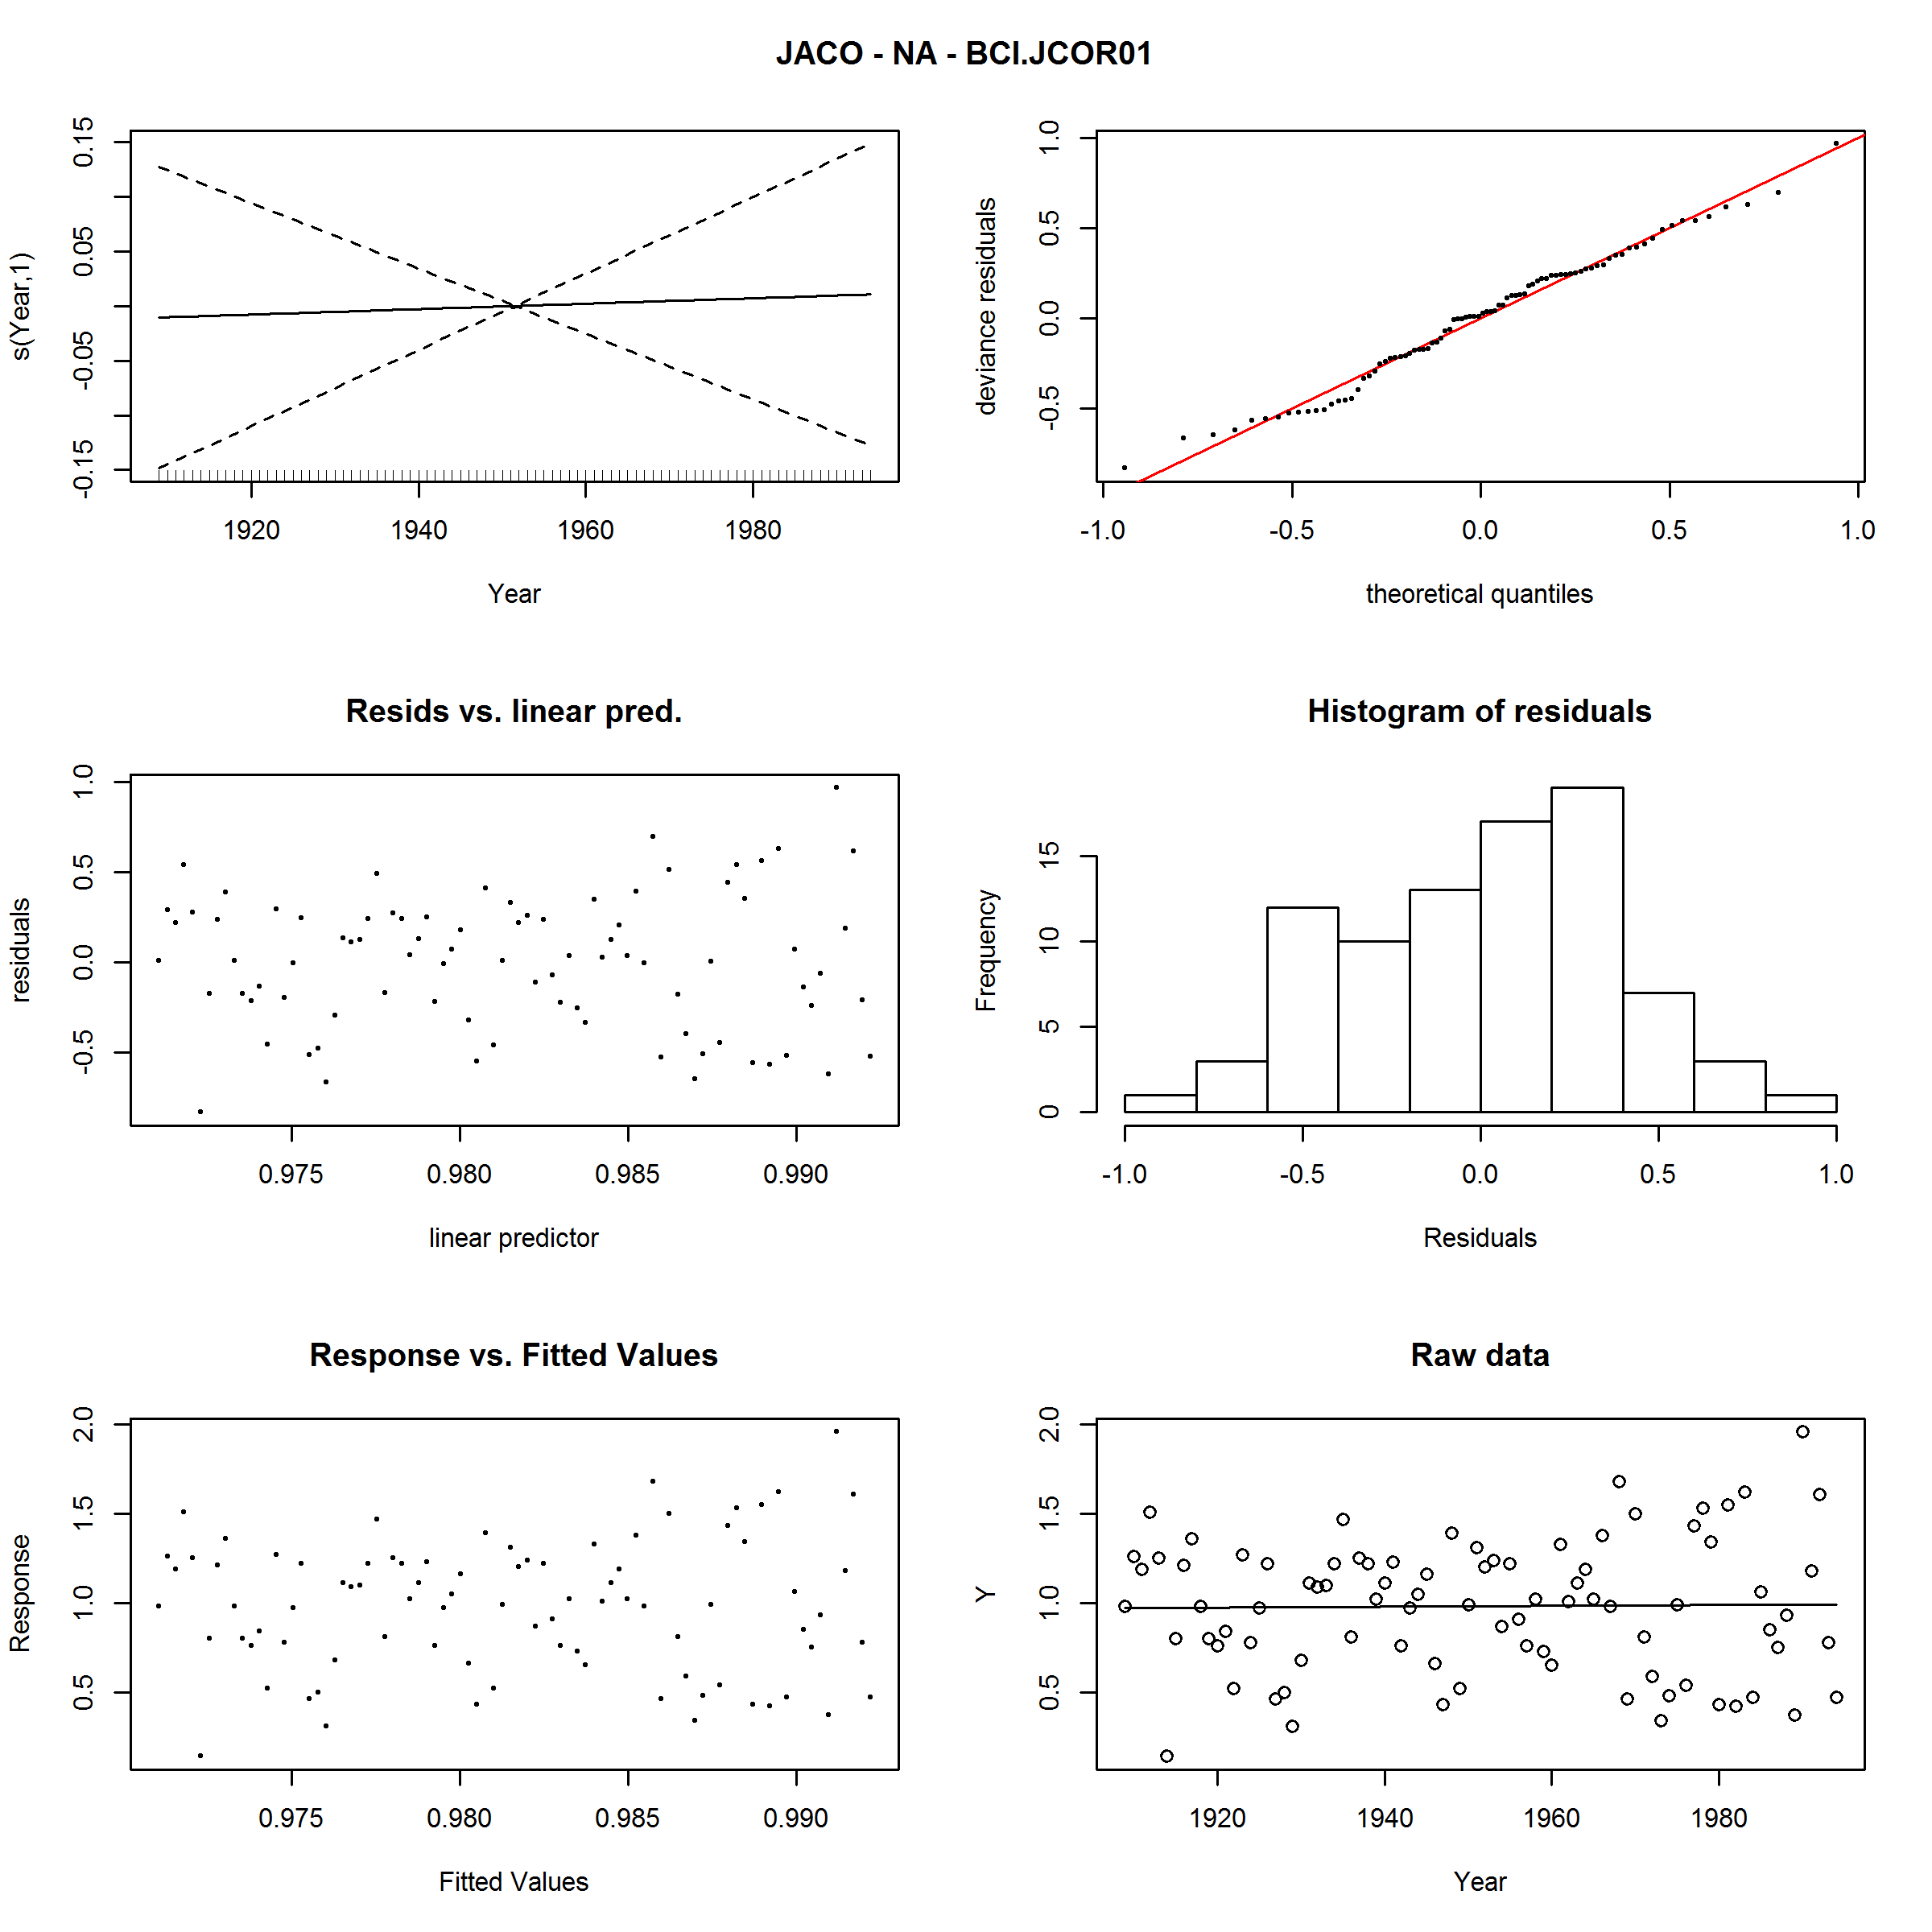 JACO - NA - BCI.JCOR01
s(Year,1)
-0.15 -0.05 0.05 0.15
1920 1940 1960 1980
Year
deviance residuals
-0.5 0.0 0.5 1.0
-1.0 -0.5 0.0 0.5 1.0
theoretical quantiles
Resids vs. linear pred.
residuals
-0.5 0.0 0.5 1.0
0.975 0.980 0.985 0.990
linear predictor
Histogram of residuals
Frequency
0 5 10 15
-1.0 -0.5 0.0 0.5 1.0
Residuals
Response vs. Fitted Values
Response
0.5 1.0 1.5 2.0
0.975 0.980 0.985 0.990
Fitted Values
Raw data
Y
0.5 1.0 1.5 2.0
1920 1940 1960 1980
Year